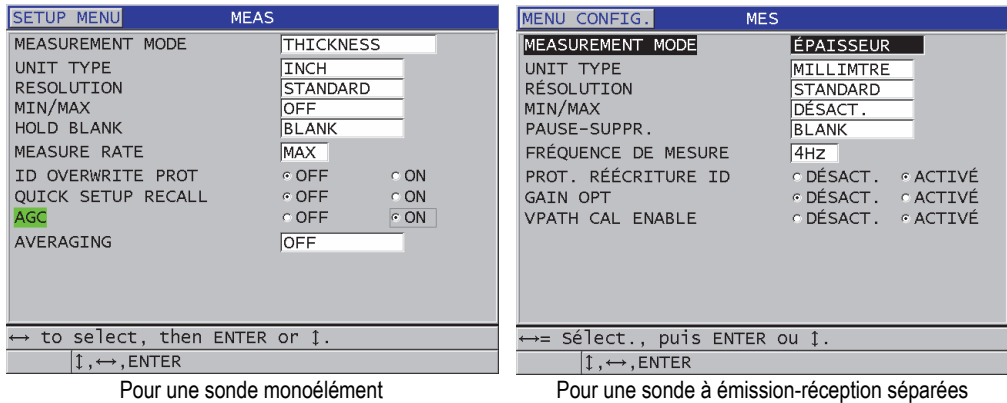 SETUP MENU MEAS
MEASUREMENT MODE THICKNESS
UNIT TYPE INCH
RESOLUTION STANDARD
MIN/MAX OFF
HOLD BLANK BLANK
MEASURE RATE MAX
ID OVERWRITE PROT OFF ON
QUICK SETUP RECALL OFF ON
AGC OFF ON
AVERAGING OFF
↔ to select, then ENTER or ↕.
↕,↔,ENTER
Pour une sonde monoélément
MENU CONFIG. MES
MEASUREMENT MODE ÉPAISSEUR
UNIT TYPE MILLIMTRE
RÉSOLUTION STANDARD
MIN/MAX DÉSACT.
PAUSE-SUPPR. BLANK
FRÉQUENCE DE MESURE 4Hz
PROT. RÉÉCRITURE ID DÉSACT. ACTIVÉ
GAIN OPT DÉSACT. ACTIVÉ
VPATH CAL ENABLE DÉSACT. ACTIVÉ
↔= Sélect., puis ENTER ou ↕.
↕,↔,ENTER
Pour une sonde à émission-réception séparées